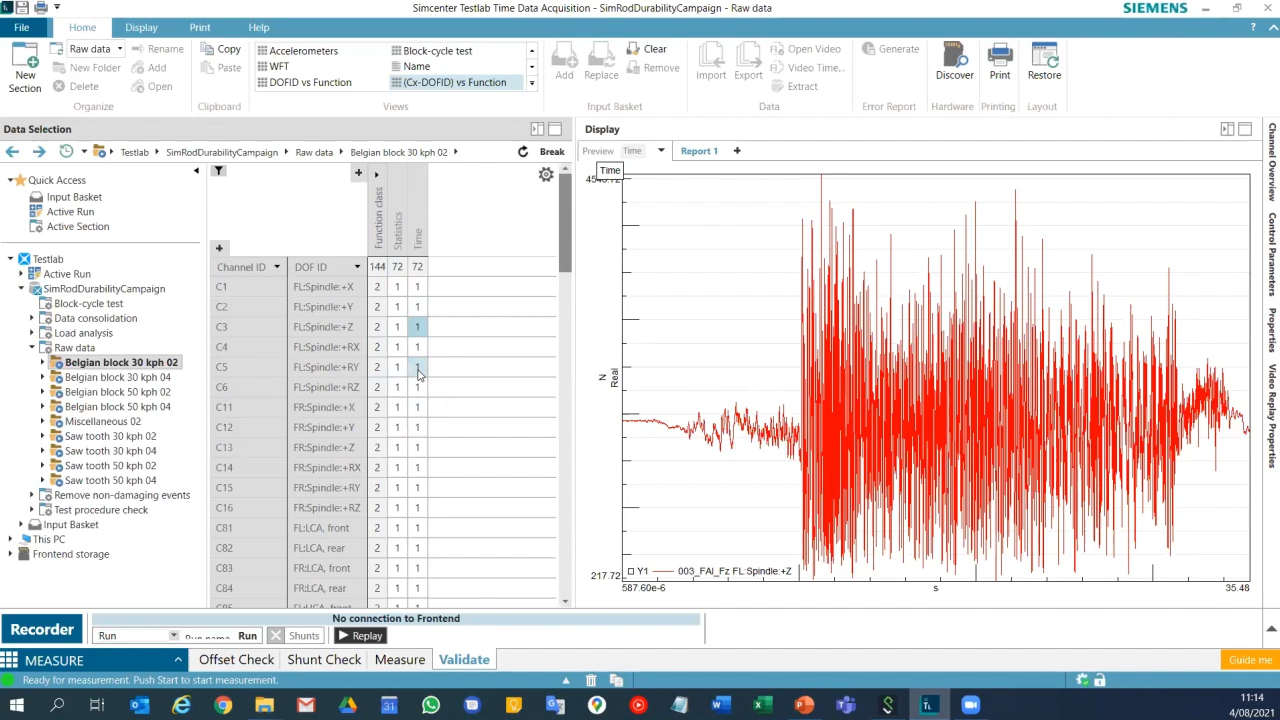 Simcenter Testlab Time Data Acquisition - SimRodDurabilityCampaign - Raw data
SIEMENS
File Home Display Print Help
New Section
Raw data
New Folder
Delete
Rename
Add
Open
Organize
Copy
Paste
Clipboard
Accelerometers
WFT
DOFID vs Function
Block-cycle test
Name
(Cx-DOFID) vs Function
Views
Add
Replace
Clear
Remove
Input Basket
Import
Export
Open Video
Video Time...
Extract
Data
Generate
Error Report
Discover
Hardware
Print
Printing
Restore
Layout
Data Selection
Testlab SimRodDurabilityCampaign Raw data Belgian block 30 kph 02
Break
Quick Access
Input Basket
Active Run
Active Section
Testlab
Active Run
SimRodDurabilityCampaign
Block-cycle test
Data consolidation
Load analysis
Raw data
Belgian block 30 kph 02
Belgian block 30 kph 04
Belgian block 50 kph 02
Belgian block 50 kph 04
Miscellaneous 02
Saw tooth 30 kph 02
Saw tooth 30 kph 04
Saw tooth 50 kph 02
Saw tooth 50 kph 04
Remove non-damaging events
Test procedure check
Input Basket
This PC
Frontend storage
Function class
Statistics
Time
Channel ID DOF ID 144 72 72
C1 FL:Spindle:+X 2 1 1
C2 FL:Spindle:+Y 2 1 1
C3 FL:Spindle:+Z 2 1 1
C4 FL:Spindle:+RX 2 1 1
C5 FL:Spindle:+RY 2 1 1
C6 FL:Spindle:+RZ 2 1 1
C11 FR:Spindle:+X 2 1 1
C12 FR:Spindle:+Y 2 1 1
C13 FR:Spindle:+Z 2 1 1
C14 FR:Spindle:+RX 2 1 1
C15 FR:Spindle:+RY 2 1 1
C16 FR:Spindle:+RZ 2 1 1
C81 FL:LCA, front 2 1 1
C82 FL:LCA, rear 2 1 1
C83 FR:LCA, front 2 1 1
C84 FR:LCA, rear 2 1 1
Display
Preview Time Report 1
Time
N
Real
217.72
587.60e-6
s
35.48
Y1 003_FAl_Fz FL:Spindle:+Z
Channel Overview
Control Parameters
Properties
Video Replay Properties
No connection to Frontend
Recorder
Run
Run
Shunts
Replay
MEASURE
Offset Check Shunt Check Measure Validate
Guide me
Ready for measurement. Push Start to start measurement.
11:14
4/08/2021